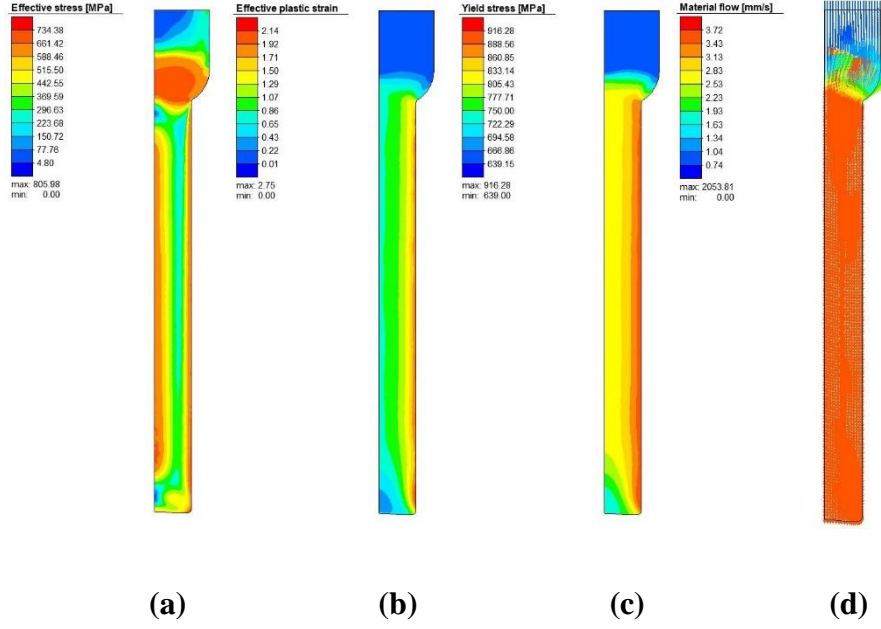 Effective stress [MPa]
734.38
661.42
588.46
515.50
442.55
369.59
296.63
223.68
150.72
77.76
4.80
max: 805.98
min: 0.00
Effective plastic strain
2.14
1.92
1.71
1.50
1.29
1.07
0.86
0.65
0.43
0.22
0.01
max: 2.75
min: 0.00
Yield stress [MPa]
916.28
888.56
860.85
833.14
805.43
777.71
750.00
722.29
694.58
666.86
639.15
max: 916.28
min: 639.00
Material flow [mm/s]
3.72
3.43
3.13
2.83
2.53
2.23
1.93
1.63
1.34
1.04
0.74
max: 2053.81
min: 0.00
(a)
(b)
(c)
(d)